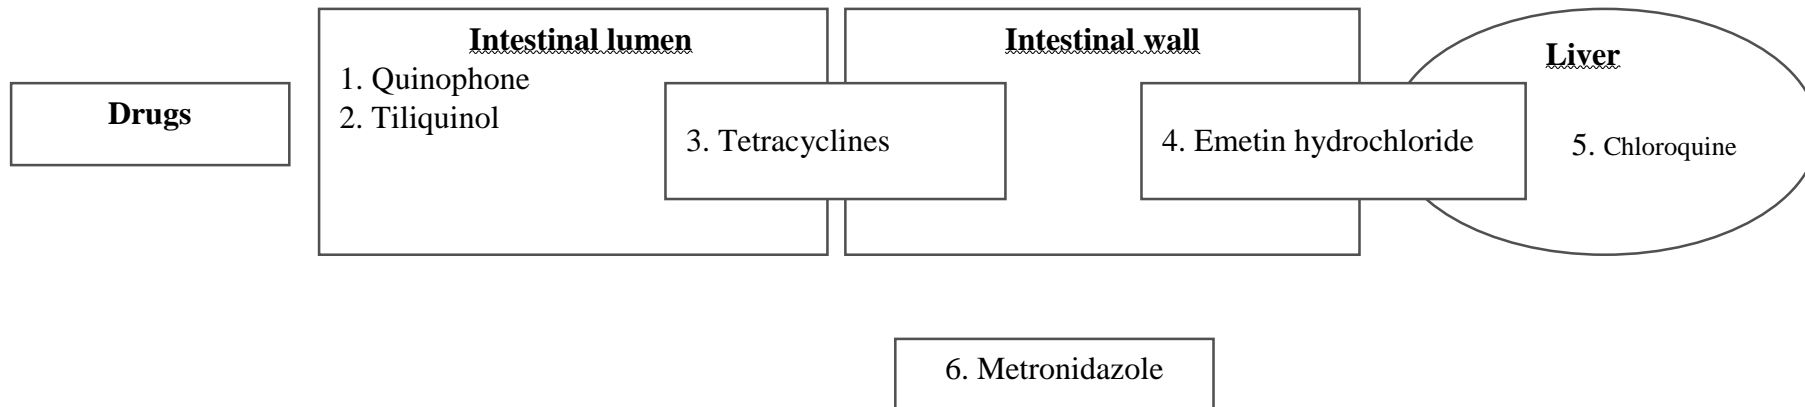 Drugs
Intestinal lumen
1. Quinophone
2. Tiliquinol
3. Tetracyclines
Intestinal wall
4. Emetin hydrochloride
Liver
5. Chloroquine
6. Metronidazole